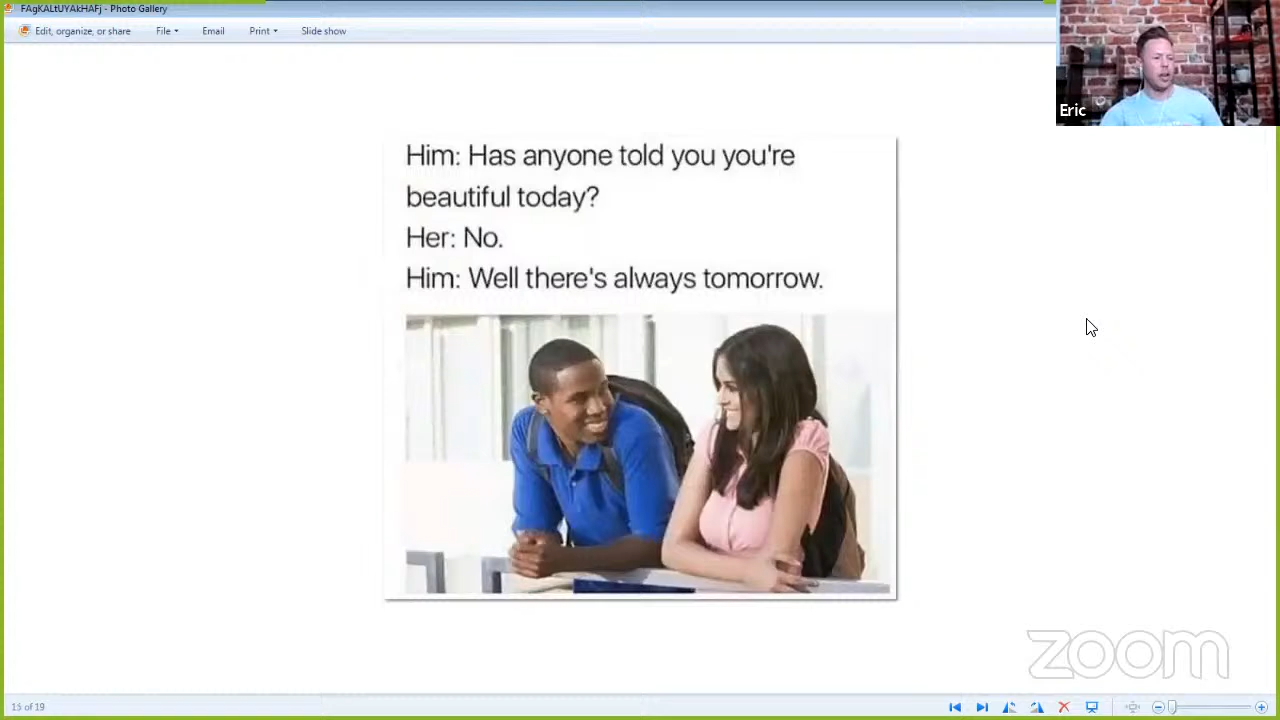 FAgKALtUYAkHAFj - Photo Gallery
Edit, organize, or share File Email Print Slide show
Eric
Him: Has anyone told you you're
beautiful today?
Her: No.
Him: Well there's always tomorrow.
zoom
15 of 19